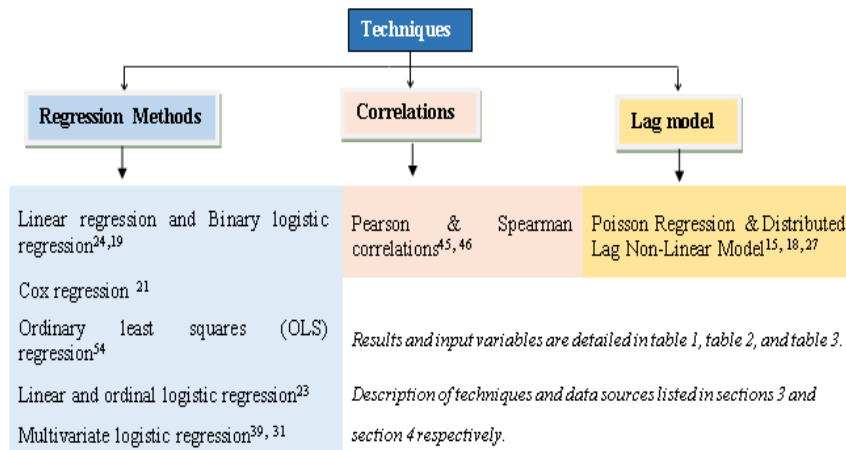 Techniques
Regression Methods
Correlations
Lag model
Linear regression and Binary logistic
regression24,19
Cox regression 21
Ordinary least squares (OLS)
regression54
Linear and ordinal logistic regression23
Multivariate logistic regression39, 31
Pearson & Spearman
correlations45, 46
Poisson Regression & Distributed
Lag Non-Linear Model15, 18, 27
Results and input variables are detailed in table 1, table 2, and table 3.
Description of techniques and data sources listed in sections 3 and
section 4 respectively.